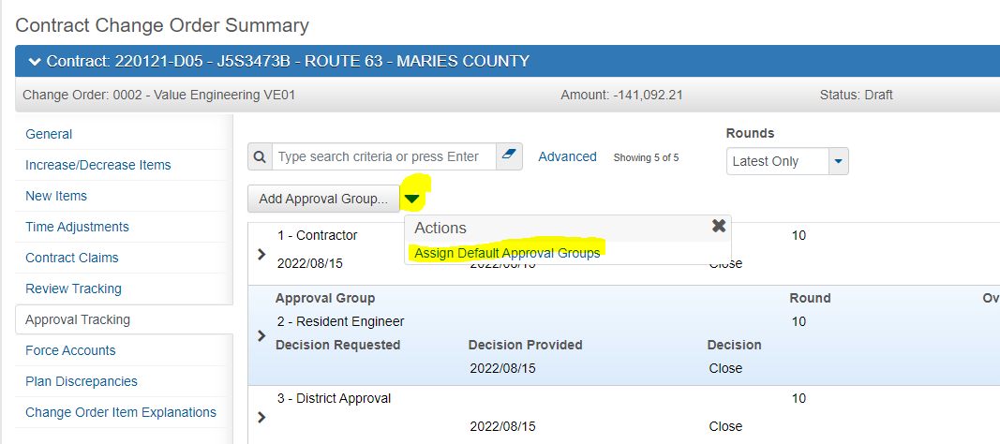 Contract Change Order Summary
Contract: 220121-D05 - J5S3473B - ROUTE 63 - MARIES COUNTY
Change Order: 0002 - Value Engineering VE01 Amount: -141,092.21 Status: Draft
General
Increase/Decrease Items
New Items
Time Adjustments
Contract Claims
Review Tracking
Approval Tracking
Force Accounts
Plan Discrepancies
Change Order Item Explanations
Rounds
Type search criteria or press Enter Advanced Showing 5 of 5 Latest Only
Add Approval Group...
Actions
Assign Default Approval Groups
1 - Contractor 10
2022/08/15 2022/08/15 Close
Approval Group Round Ov
2 - Resident Engineer 10
Decision Requested Decision Provided Decision
2022/08/15 Close
3 - District Approval 10
2022/08/15 Close